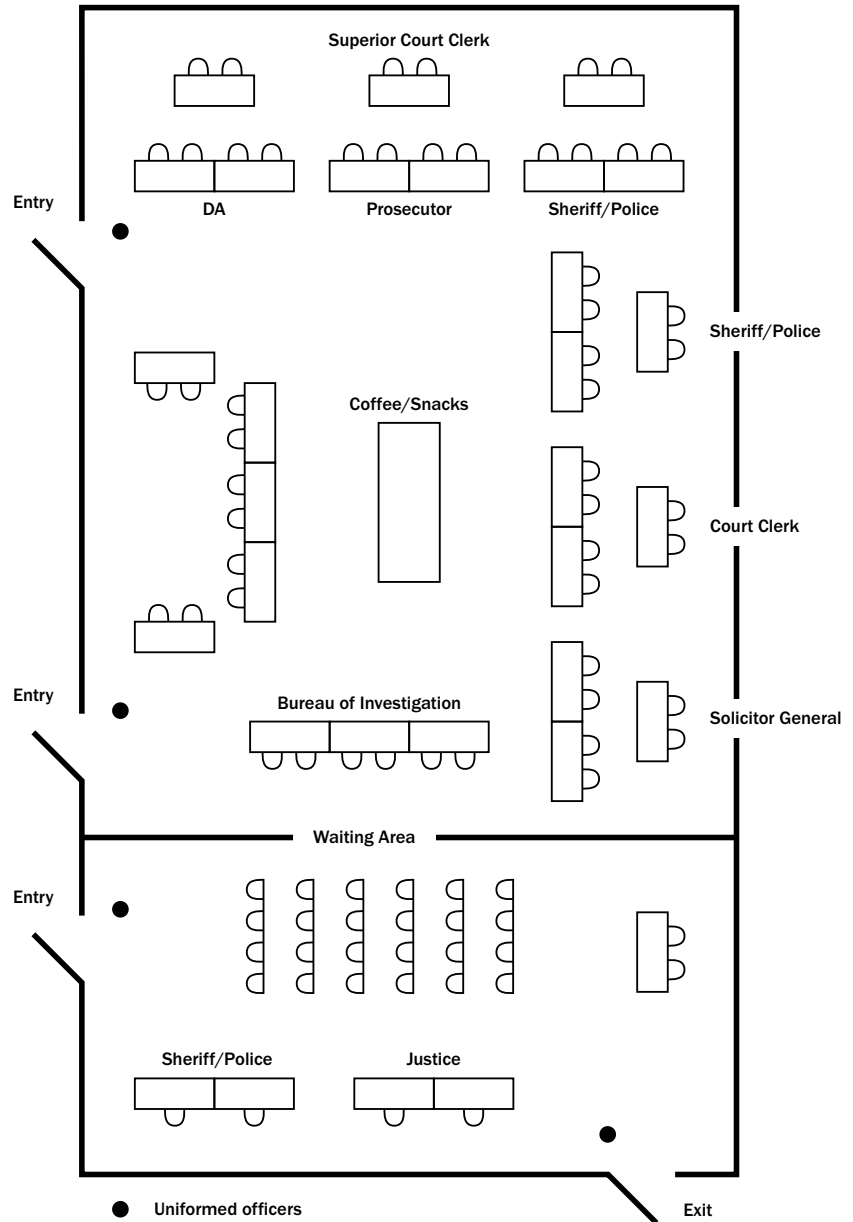 Superior Court Clerk
Entry
DA
Prosecutor
Sheriff/Police
Sheriff/Police
Coffee/Snacks
Court Clerk
Entry
Bureau of Investigation
Solicitor General
Waiting Area
Entry
Sheriff/Police
Justice
Uniformed officers
Exit